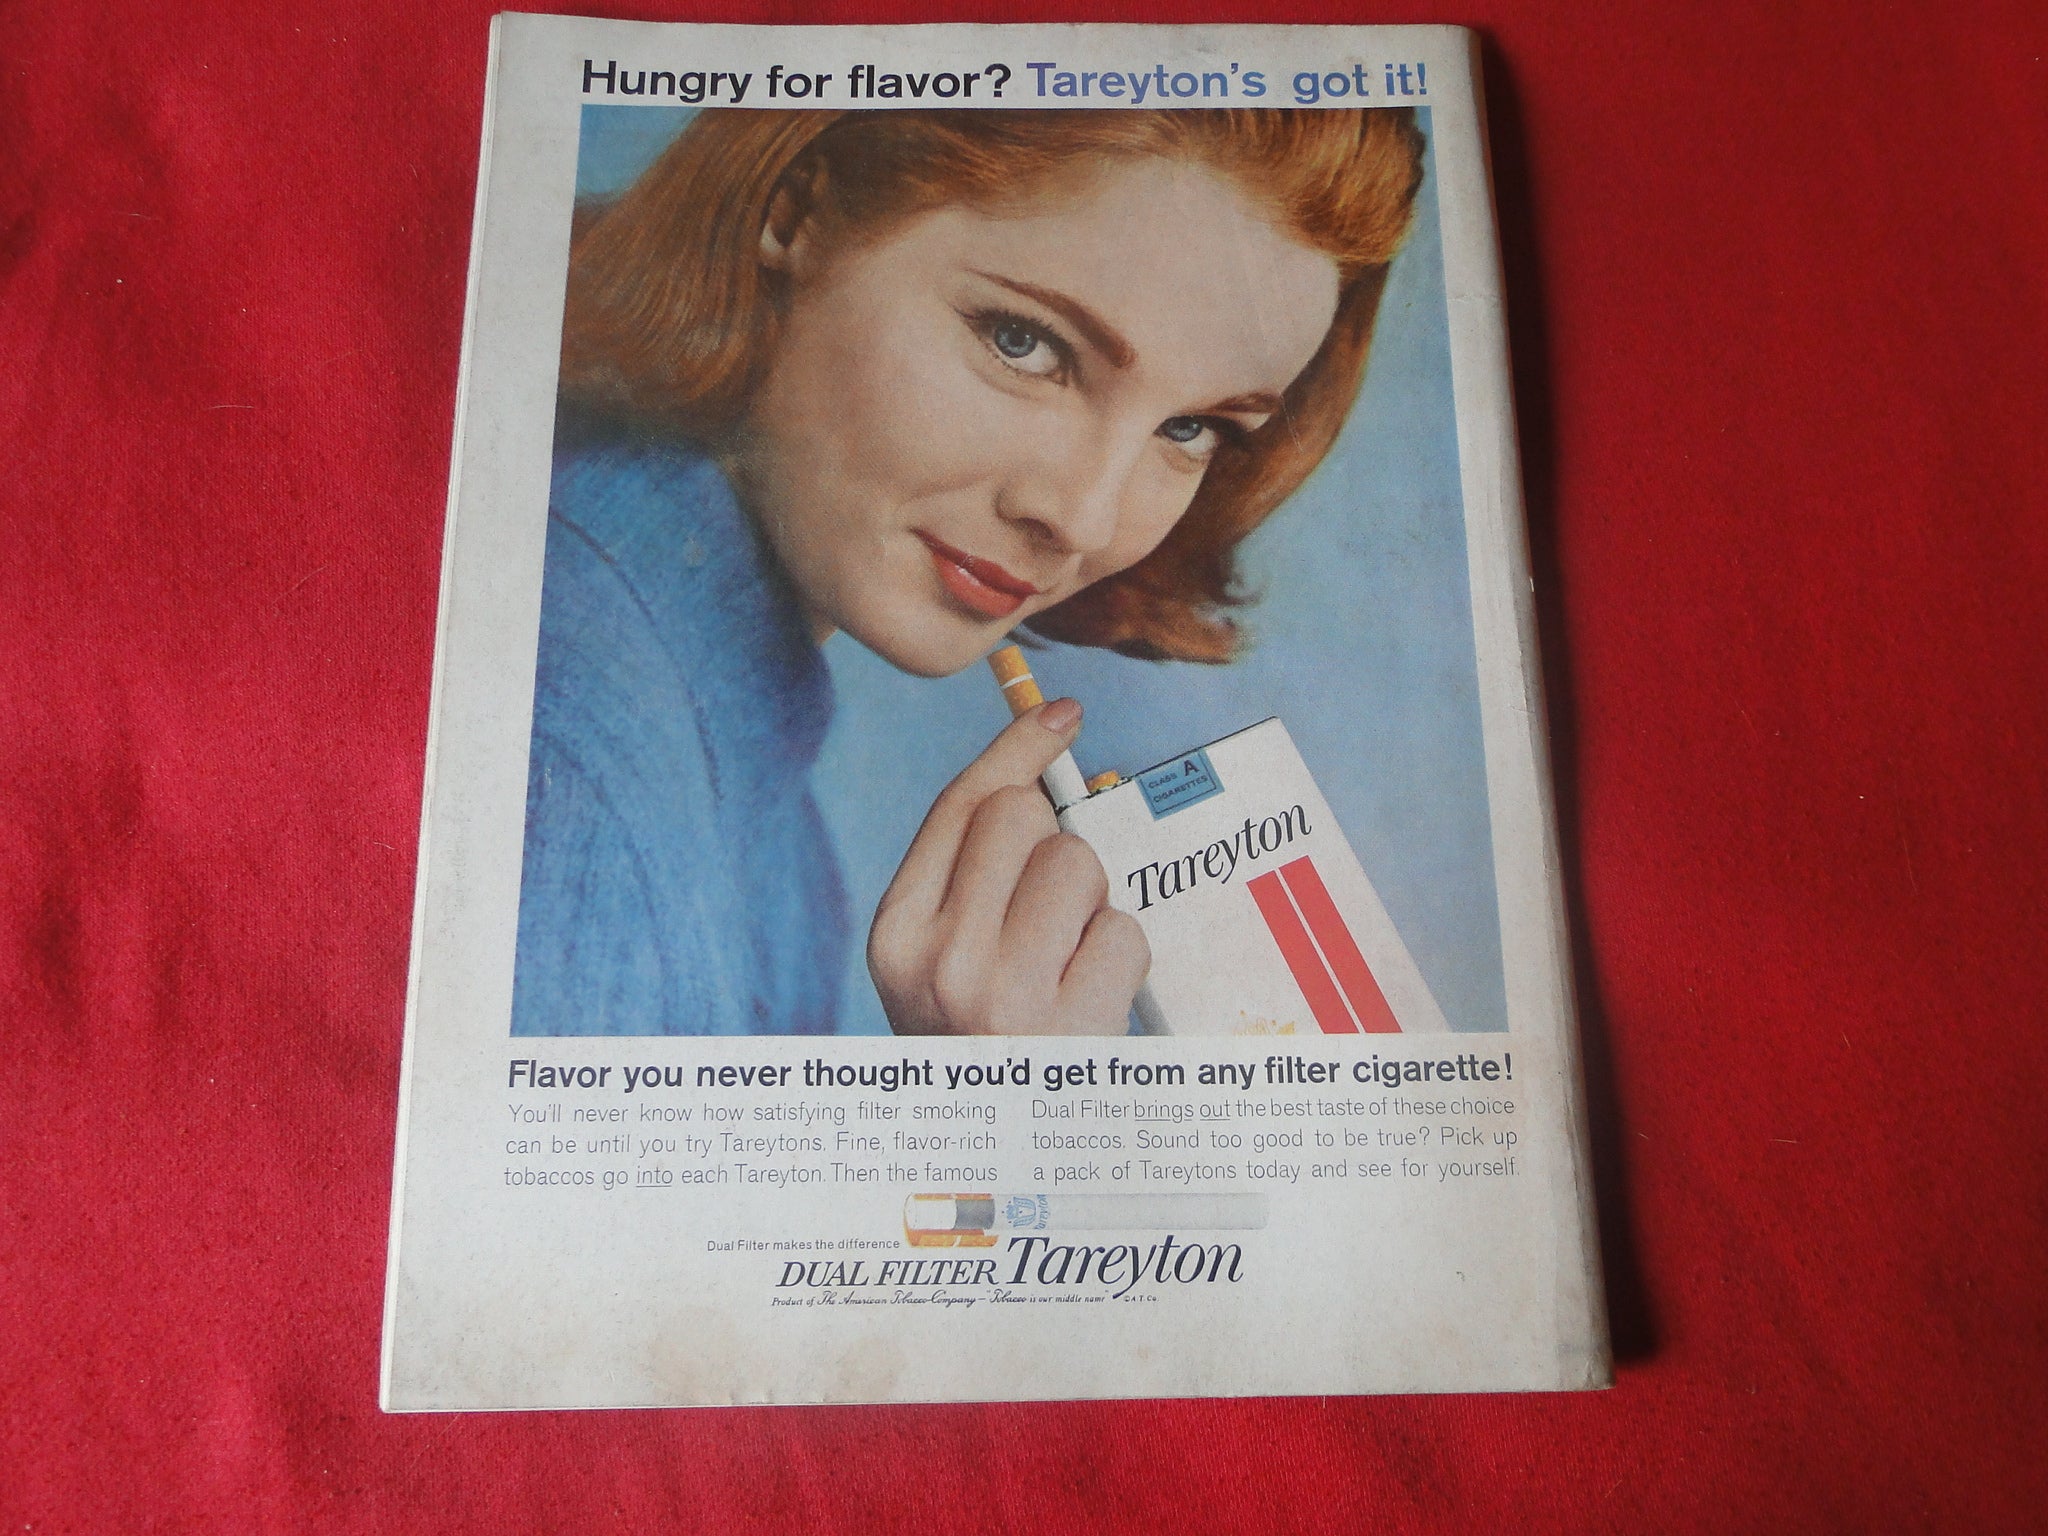 Hungry for flavor? Tareyton's got it!
CLASS A
CIGARETTES
Tareyton
Flavor you never thought you'd get from any filter cigarette!
You'll never know how satisfying filter smoking
can be until you try Tareytons. Fine, flavor-rich
tobaccos go into each Tareyton. Then the famous
Dual Filter brings out the best taste of these choice
tobaccos. Sound too good to be true? Pick up
a pack of Tareytons today and see for yourself.
Tareyton
Dual Filter makes the difference
DUAL FILTER Tareyton
Product of The American Tobacco Company — "Tobacco is our middle name" © A. T. Co.